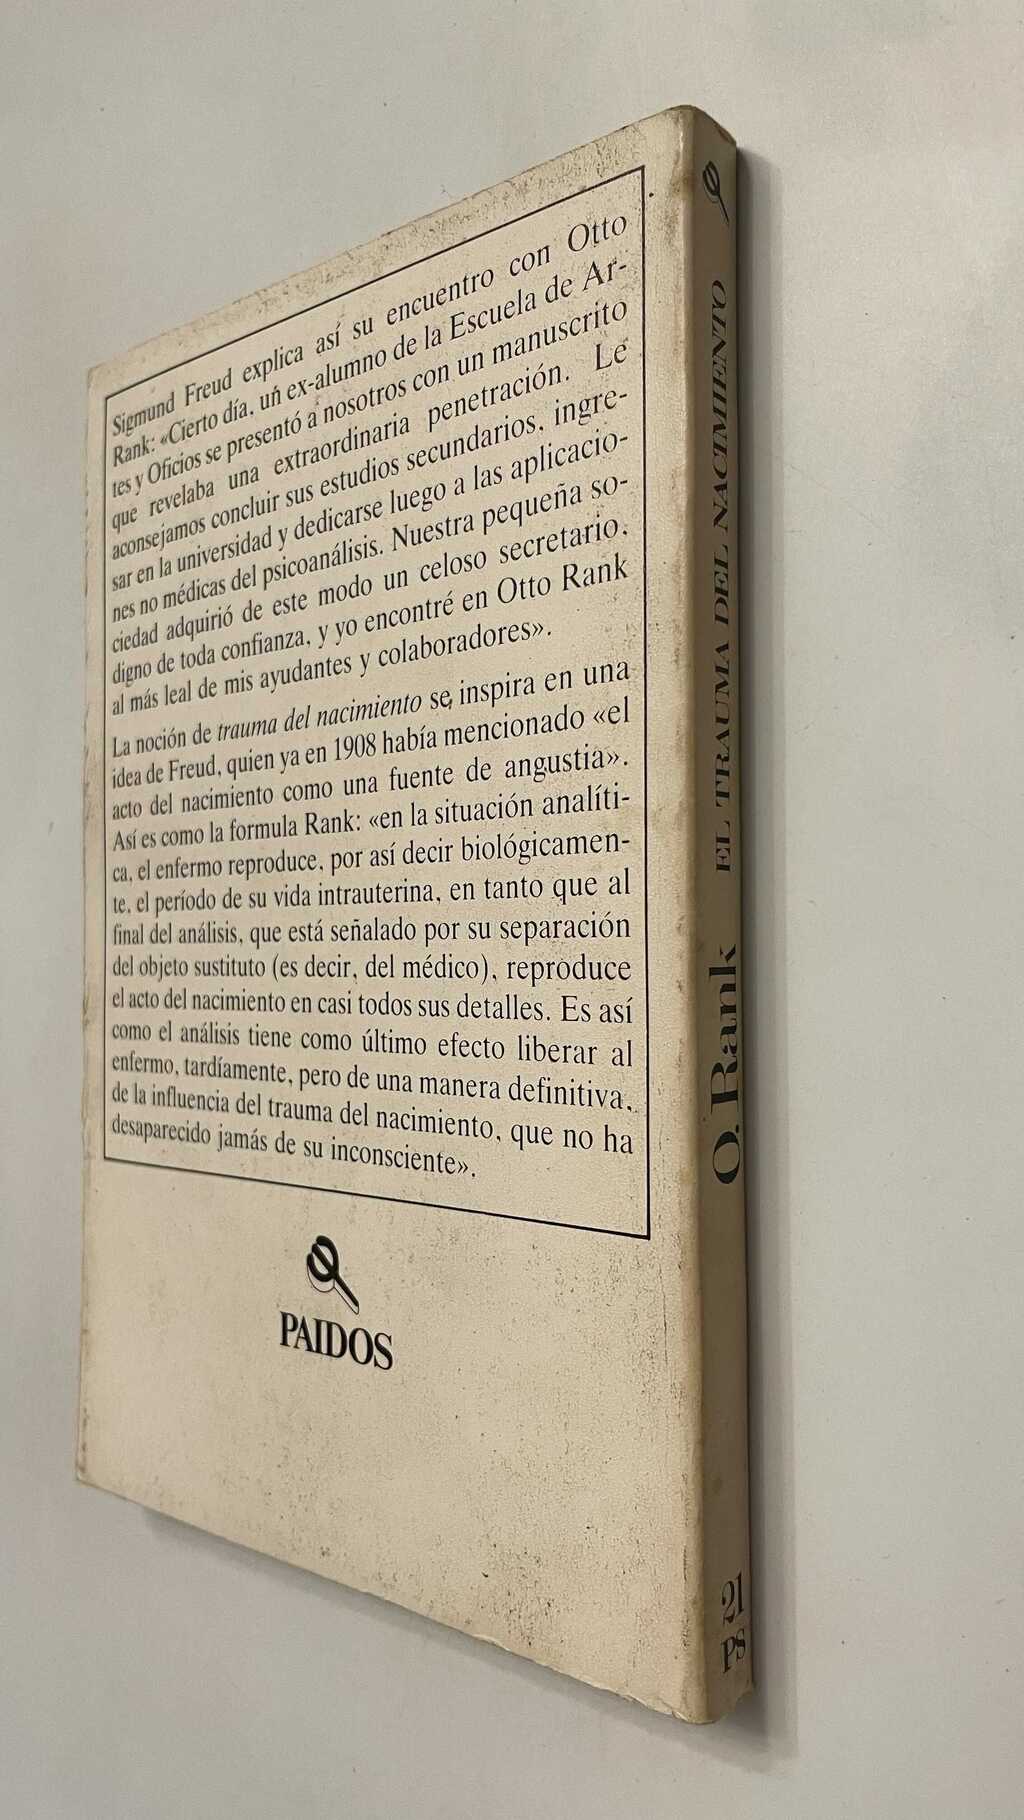 Sigmund Freud explica así su encuentro con Otto
Rank: «Cierto día, un ex-alumno de la Escuela de Ar-
tes y Oficios se presentó a nosotros con un manuscrito
que revelaba una extraordinaria penetración. Le
aconsejamos concluir sus estudios secundarios, ingre-
sar en la universidad y dedicarse luego a las aplicacio-
nes no médicas del psicoanálisis. Nuestra pequeña so-
ciedad adquirió de este modo un celoso secretario,
digno de toda confianza, y yo encontré en Otto Rank
al más leal de mis ayudantes y colaboradores».
La noción de trauma del nacimiento se inspira en una
idea de Freud, quien ya en 1908 había mencionado «el
acto del nacimiento como una fuente de angustia».
Así es como la formula Rank: «en la situación analíti-
ca, el enfermo reproduce, por así decir biológicamen-
te, el período de su vida intrauterina, en tanto que al
final del análisis, que está señalado por su separación
del objeto sustituto (es decir, del médico), reproduce
el acto del nacimiento en casi todos sus detalles. Es así
como el análisis tiene como último efecto liberar al
enfermo, tardíamente, pero de una manera definitiva,
de la influencia del trauma del nacimiento, que no ha
desaparecido jamás de su inconsciente».
PAIDOS
O. Rank EL TRAUMA DEL NACIMIENTO
21
PS